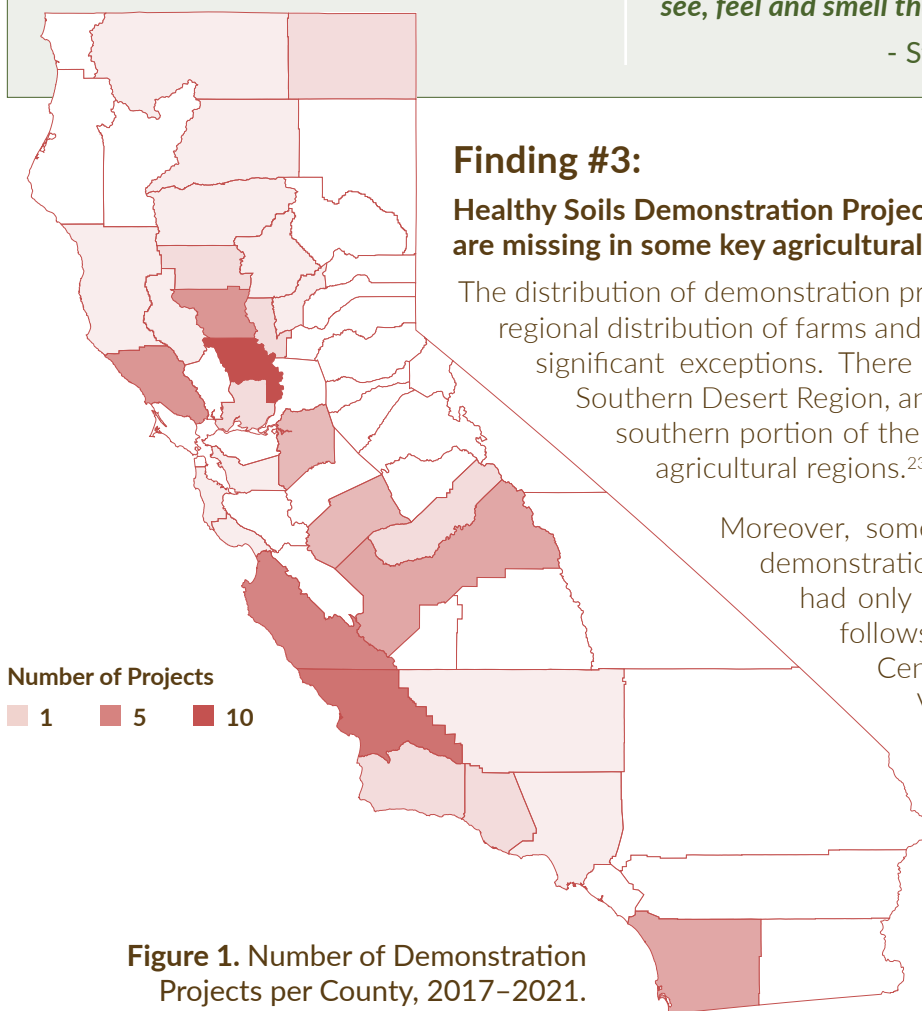 see, feel and smell th
- S
Finding #3:
Healthy Soils Demonstration Projec
are missing in some key agricultural
The distribution of demonstration pr
regional distribution of farms and
significant exceptions. There
Southern Desert Region, an
southern portion of the
agricultural regions.23
Moreover, some
demonstratio
had only
follows
Cen
Number of Projects
1 5 10
Figure 1. Number of Demonstration
Projects per County, 2017–2021.